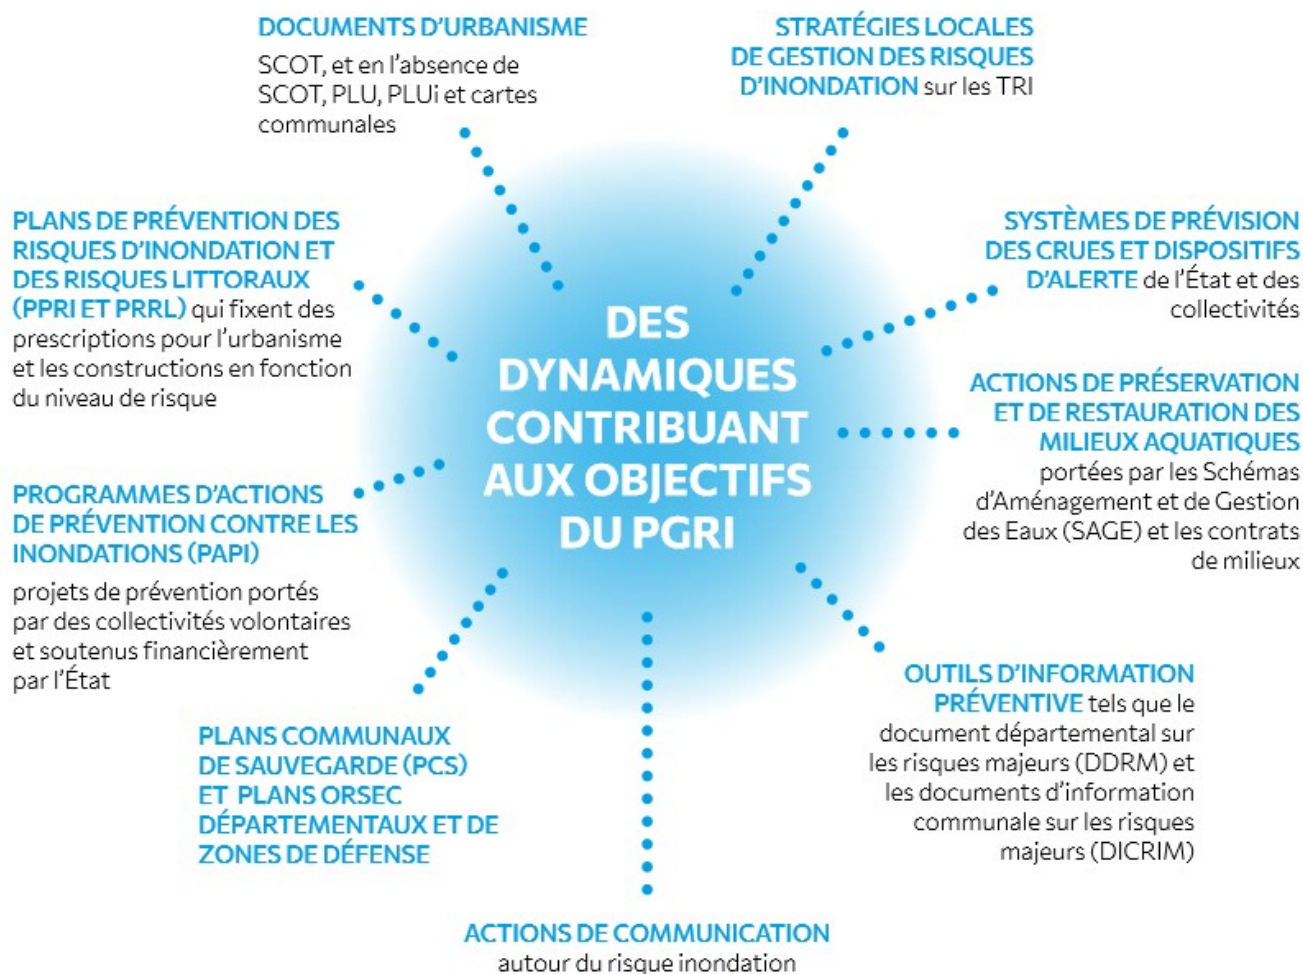 DOCUMENTS D'URBANISME
SCOT, et en l'absence de
SCOT, PLU, PLUi et cartes
communales
STRATÉGIES LOCALES
DE GESTION DES RISQUES
D'INONDATION sur les TRI
PLANS DE PRÉVENTION DES
RISQUES D'INONDATION ET
DES RISQUES LITTORAUX
(PPRI ET PRRL) qui fixent des
prescriptions pour l'urbanisme
et les constructions en fonction
du niveau de risque
SYSTÈMES DE PRÉVISION
DES CRUES ET DISPOSITIFS
D'ALERTE de l'État et des
collectivités
DES
DYNAMIQUES
CONTRIBUANT
AUX OBJECTIFS
DU PGRI
ACTIONS DE PRÉSERVATION
ET DE RESTAURATION DES
MILIEUX AQUATIQUES
portées par les Schémas
d'Aménagement et de Gestion
des Eaux (SAGE) et les contrats
de milieux
PROGRAMMES D'ACTIONS
DE PRÉVENTION CONTRE LES
INONDATIONS (PAPI)
projets de prévention portés
par des collectivités volontaires
et soutenus financièrement
par l'État
OUTILS D'INFORMATION
PRÉVENTIVE tels que le
document départemental sur
les risques majeurs (DDRM) et
les documents d'information
communale sur les risques
majeurs (DICRIM)
PLANS COMMUNAUX
DE SAUVEGARDE (PCS)
ET PLANS ORSEC
DÉPARTEMENTAUX ET DE
ZONES DE DÉFENSE
ACTIONS DE COMMUNICATION
autour du risque inondation